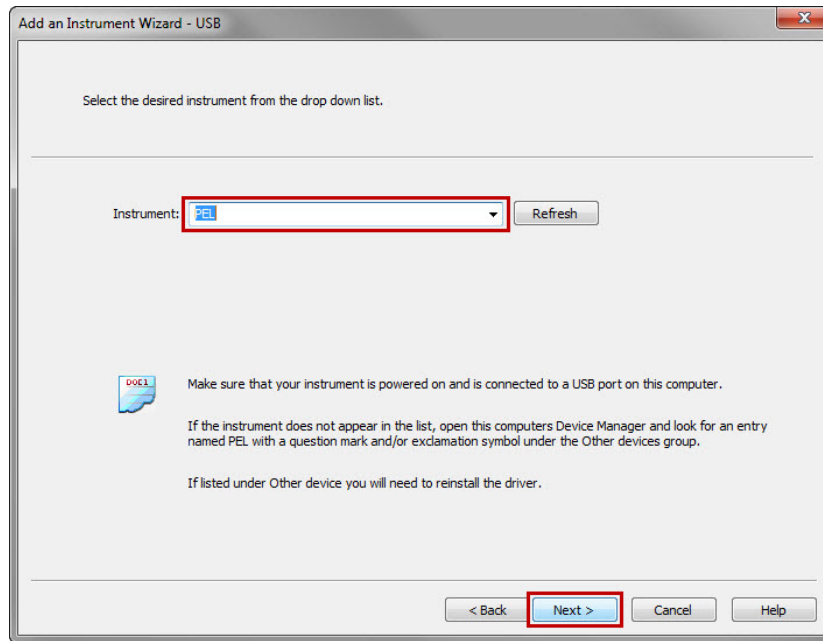 Add an Instrument Wizard - USB
Select the desired instrument from the drop down list.
Instrument: PEL Refresh
DOC1
Make sure that your instrument is powered on and is connected to a USB port on this computer.
If the instrument does not appear in the list, open this computers Device Manager and look for an entry
named PEL with a question mark and/or exclamation symbol under the Other devices group.
If listed under Other device you will need to reinstall the driver.
< Back Next > Cancel Help